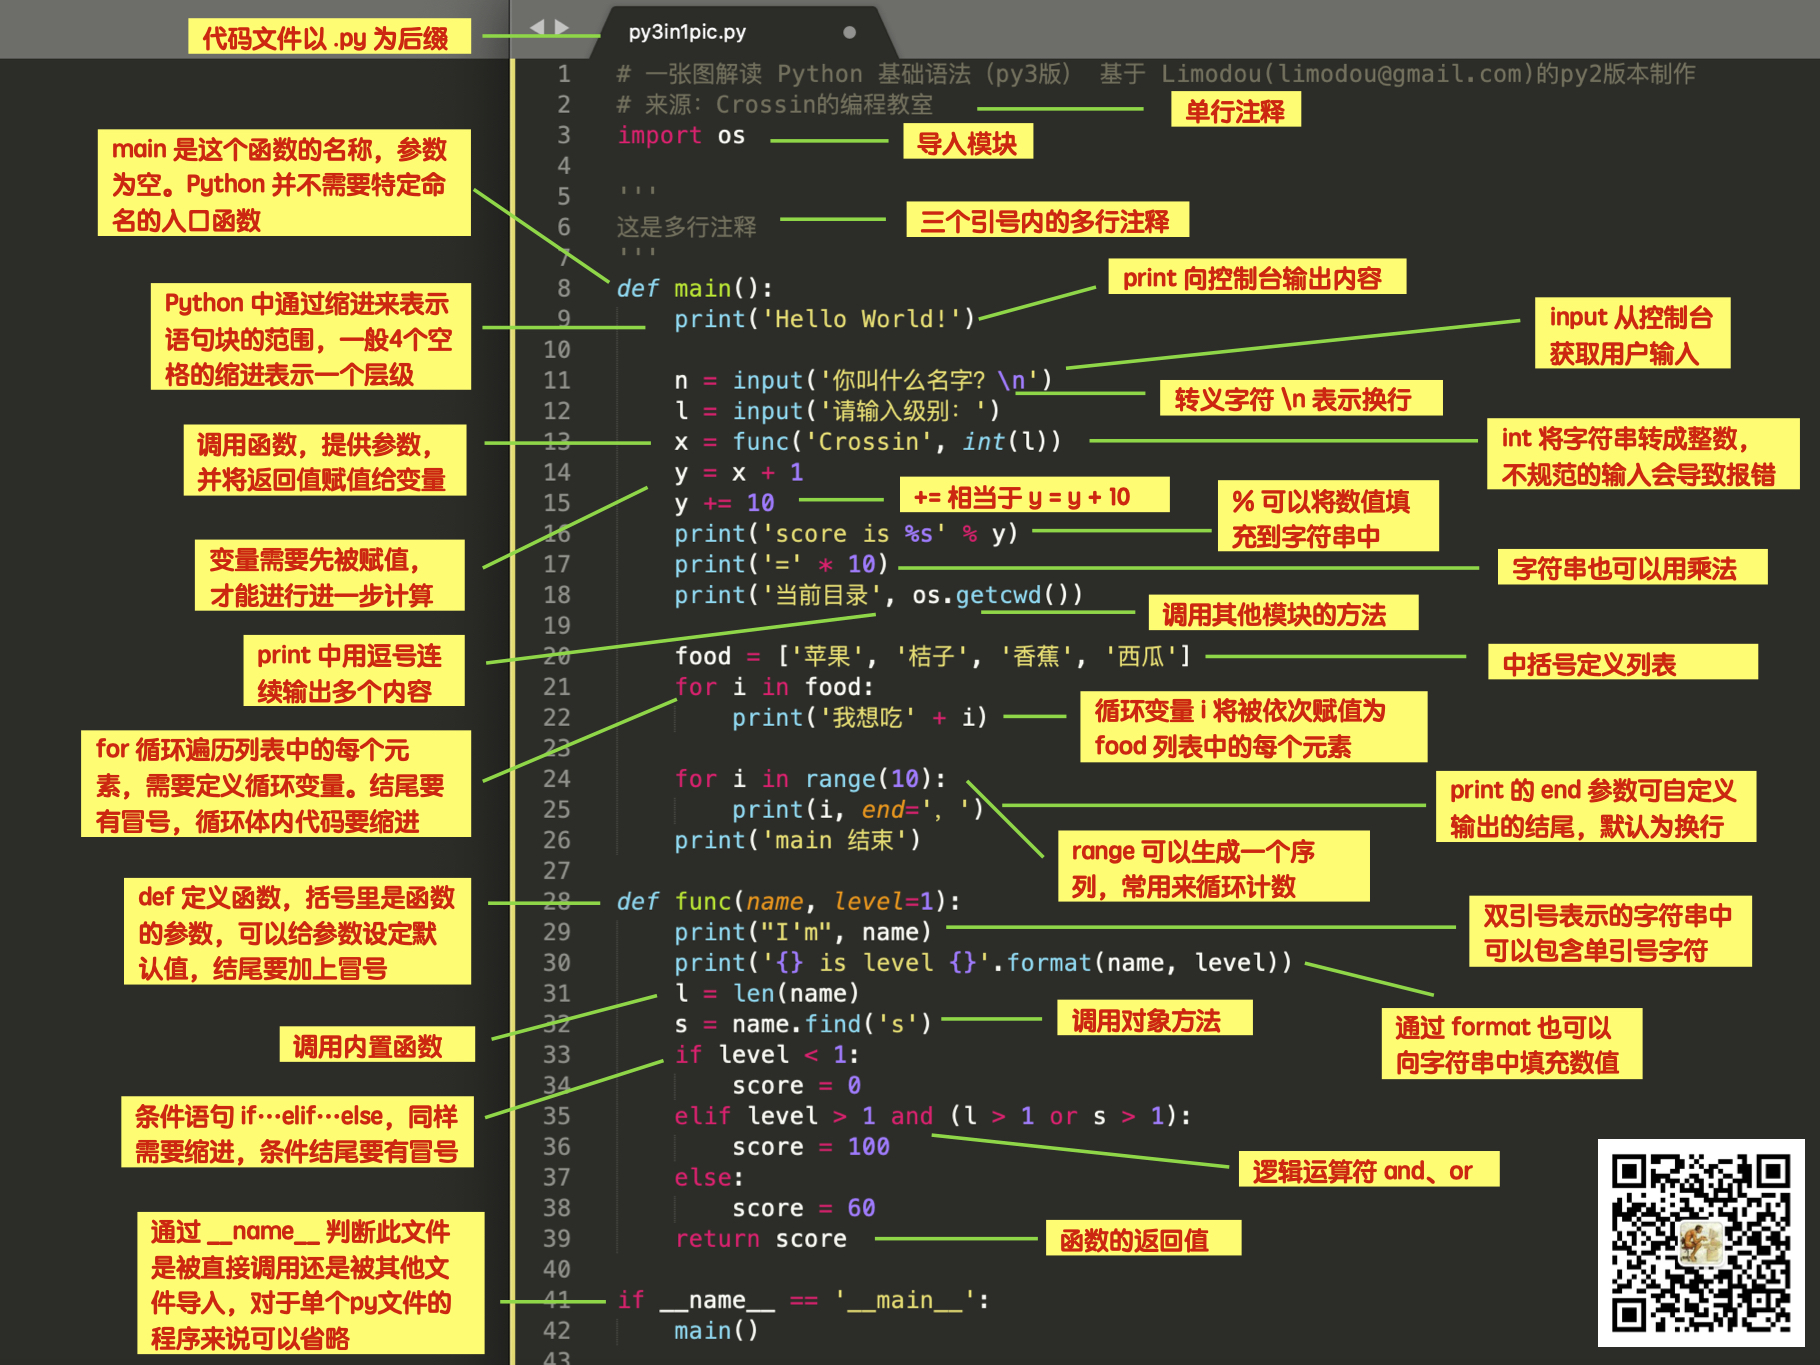 代码文件以 .py 为后缀
py3in1pic.py
1 # 一张图解读 Python 基础语法（py3版） 基于 Limodou(limodou@gmail.com)的py2版本制作
2 # 来源：Crossin的编程教室
单行注释
3 import os
导入模块
4
main 是这个函数的名称，参数
为空。Python 并不需要特定命
名的入口函数
5 '''
6 这是多行注释
三个引号内的多行注释
7 '''
8 def main():
print 向控制台输出内容
Python 中通过缩进来表示
语句块的范围，一般4个空
格的缩进表示一个层级
9 print('Hello World!')
input 从控制台
获取用户输入
10
11 n = input('你叫什么名字？\n')
转义字符 \n 表示换行
12 l = input('请输入级别：')
调用函数，提供参数，
并将返回值赋值给变量
13 x = func('Crossin', int(l))
int 将字符串转成整数，
不规范的输入会导致报错
14 y = x + 1
15 y += 10
+= 相当于 y = y + 10
% 可以将数值填
充到字符串中
16 print('score is %s' % y)
变量需要先被赋值，
才能进行进一步计算
17 print('=' * 10)
字符串也可以用乘法
18 print('当前目录', os.getcwd())
调用其他模块的方法
19
print 中用逗号连
续输出多个内容
20 food = ['苹果', '桔子', '香蕉', '西瓜']
中括号定义列表
21 for i in food:
22 print('我想吃' + i)
循环变量 i 将被依次赋值为
food 列表中的每个元素
23
for 循环遍历列表中的每个元
素，需要定义循环变量。结尾要
有冒号，循环体内代码要缩进
24 for i in range(10):
25 print(i, end='，')
print 的 end 参数可自定义
输出的结尾，默认为换行
26 print('main 结束')
range 可以生成一个序
列，常用来循环计数
27
def 定义函数，括号里是函数
的参数，可以给参数设定默
认值，结尾要加上冒号
28 def func(name, level=1):
29 print("I'm", name)
双引号表示的字符串中
可以包含单引号字符
30 print('{} is level {}'.format(name, level))
通过 format 也可以
向字符串中填充数值
31 l = len(name)
调用内置函数
32 s = name.find('s')
调用对象方法
33 if level < 1:
34 score = 0
条件语句 if…elif…else，同样
需要缩进，条件结尾要有冒号
35 elif level > 1 and (l > 1 or s > 1):
36 score = 100
逻辑运算符 and、or
37 else:
38 score = 60
39 return score
函数的返回值
40
通过 __name__ 判断此文件
是被直接调用还是被其他文
件导入，对于单个py文件的
程序来说可以省略
41 if __name__ == '__main__':
42 main()
43